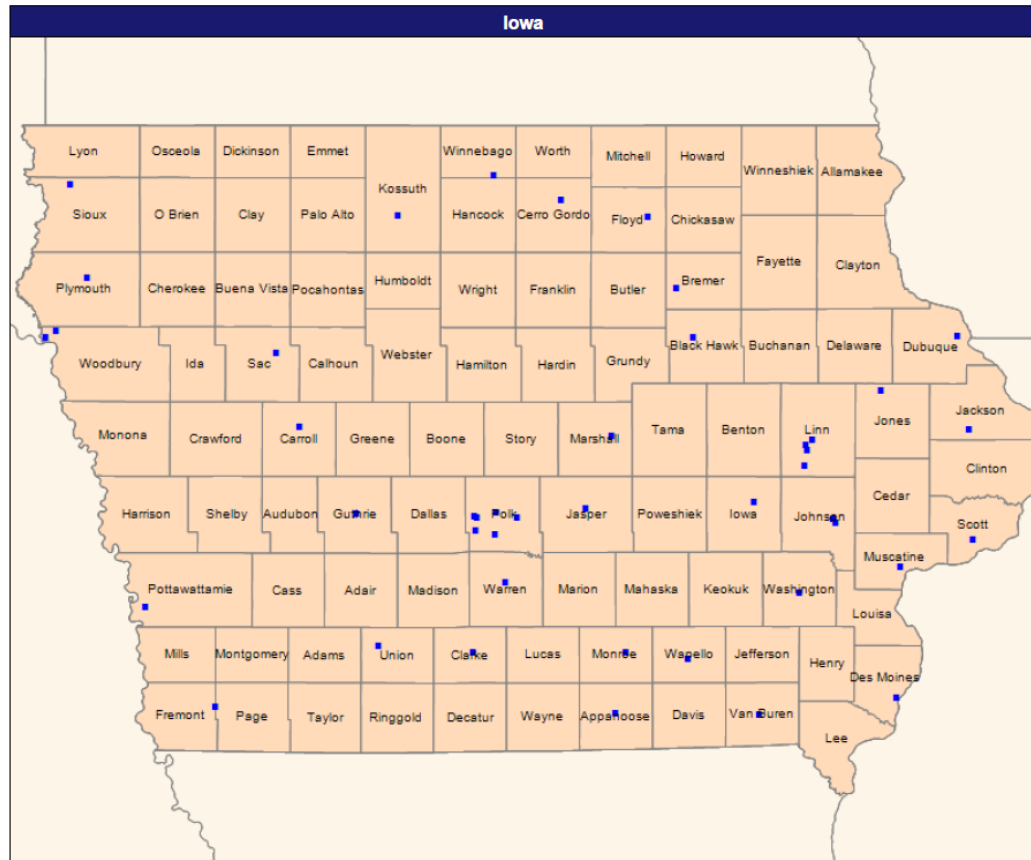 Iowa
Lyon
Osceola
Dickinson
Emmet
Winnebago
Worth
Mitchell
Howard
Winneshiek
Allamakee
Kossuth
Sioux
O Brien
Clay
Palo Alto
Hancock
Cerro Gordo
Floyd
Chickasaw
Fayette
Clayton
Plymouth
Cherokee
Buena Vista
Pocahontas
Humboldt
Wright
Franklin
Butler
Bremer
Woodbury
Ida
Sac
Calhoun
Webster
Hamilton
Hardin
Grundy
Black Hawk
Buchanan
Delaware
Dubuque
Monona
Crawford
Carroll
Greene
Boone
Story
Marshall
Tama
Benton
Linn
Jones
Jackson
Clinton
Cedar
Harrison
Shelby
Audubon
Guthrie
Dallas
Polk
Jasper
Poweshiek
Iowa
Johnson
Scott
Muscatine
Pottawattamie
Cass
Adair
Madison
Warren
Marion
Mahaska
Keokuk
Washington
Louisa
Mills
Montgomery
Adams
Union
Clarke
Lucas
Monroe
Wapello
Jefferson
Henry
Des Moines
Fremont
Page
Taylor
Ringgold
Decatur
Wayne
Appanoose
Davis
Van Buren
Lee